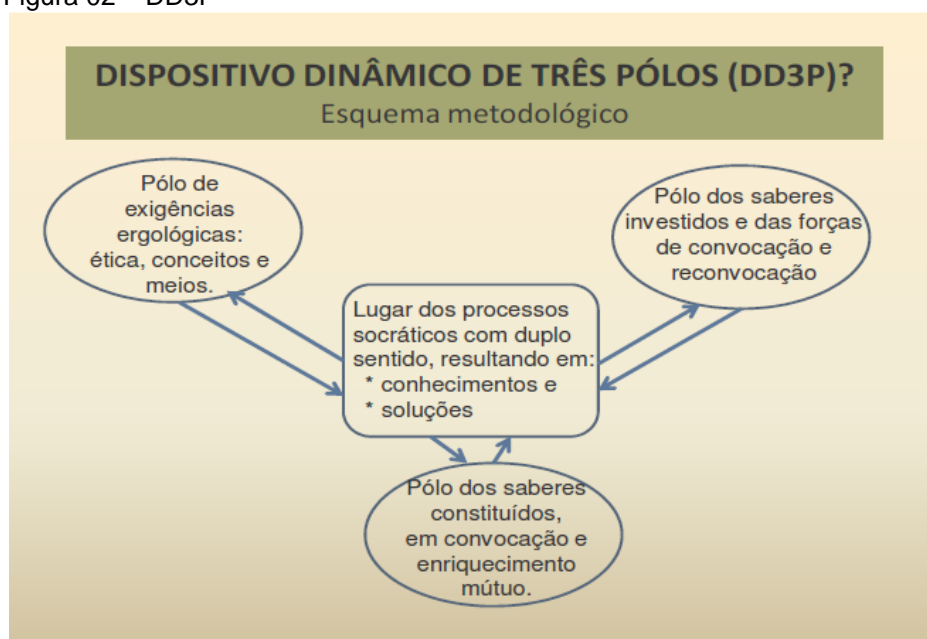 DISPOSITIVO DINÂMICO DE TRÊS PÓLOS (DD3P)?
Esquema metodológico
Pólo de
exigências
ergológicas:
ética, conceitos e
meios.
Pólo dos saberes
investidos e das forças
de convocação e
reconvocação
Lugar dos processos
socráticos com duplo
sentido, resultando em:
* conhecimentos e
* soluções
Pólo dos saberes
constituídos,
em convocação e
enriquecimento
mútuo.